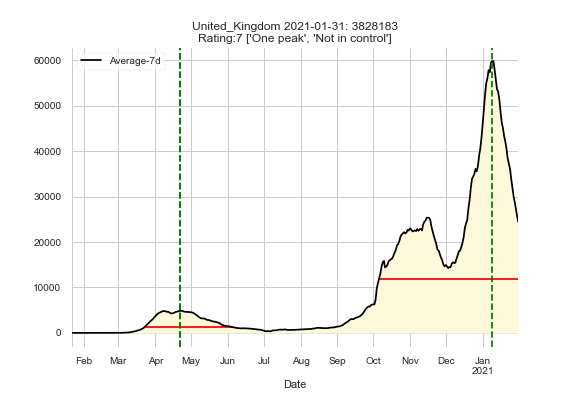 United_Kingdom 2021-01-31: 3828183
Rating:7 ['One peak', 'Not in control']
Average-7d
60000
50000
40000
30000
20000
10000
0
Feb Mar Apr May Jun Jul Aug Sep Oct Nov Dec Jan
2021
Date